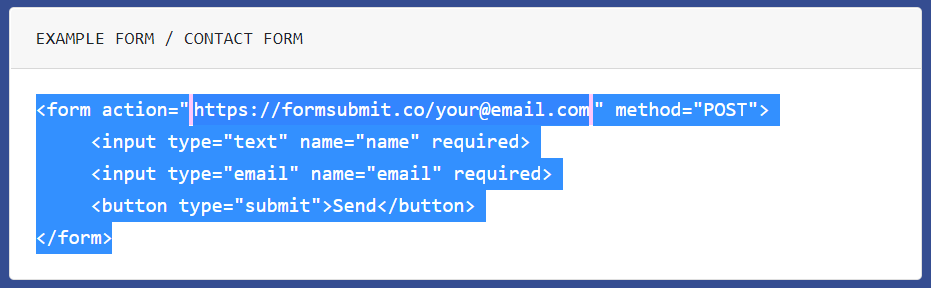 EXAMPLE FORM / CONTACT FORM
<form action="https://formsubmit.co/your@email.com" method="POST">
<input type="text" name="name" required>
<input type="email" name="email" required>
<button type="submit">Send</button>
</form>